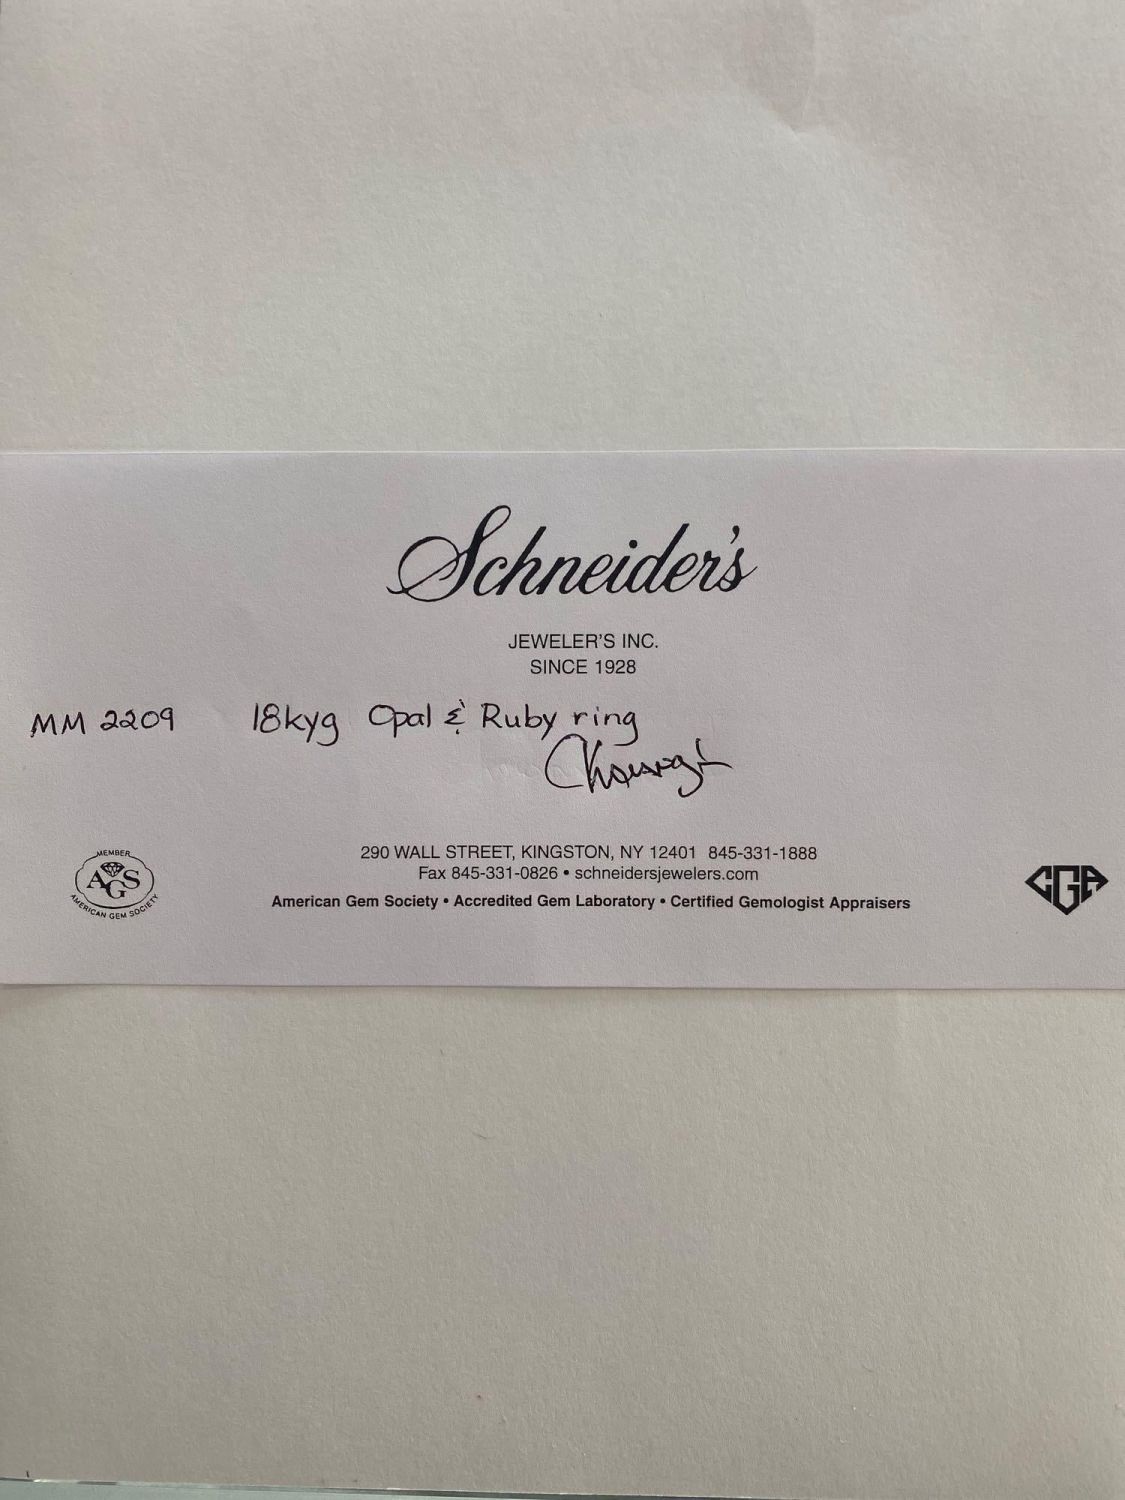 Schneider's
JEWELER'S INC.
SINCE 1928
MM 2209 18kyg Opal & Ruby ring
290 WALL STREET, KINGSTON, NY 12401 845-331-1888
Fax 845-331-0826 • schneidersjewelers.com
American Gem Society • Accredited Gem Laboratory • Certified Gemologist Appraisers
MEMBER
AGS
AMERICAN GEM SOCIETY
CGA